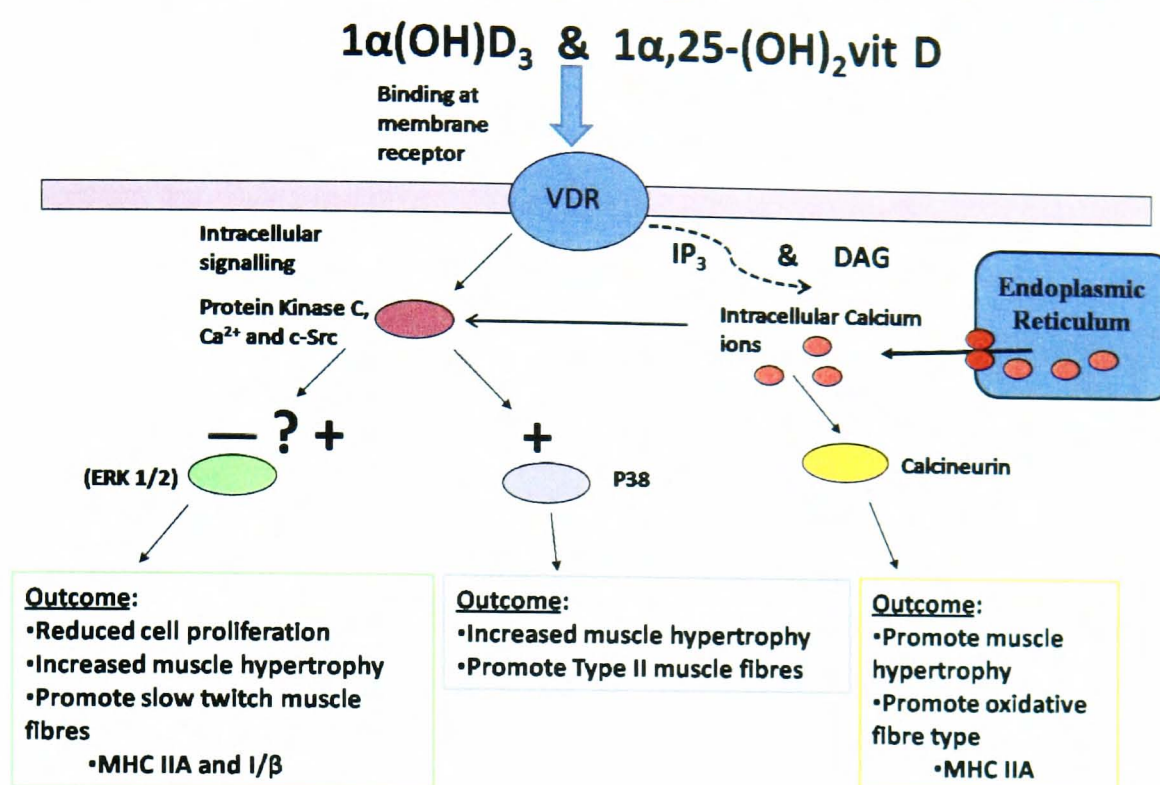 1α(OH)D₃ & 1α,25-(OH)₂vit D
Binding at
membrane
receptor
VDR
Intracellular
signalling
IP₃ & DAG
Endoplasmic
Reticulum
Protein Kinase C,
Ca²⁺ and c-Src
Intracellular Calcium
ions
— ? +
+
(ERK 1/2)
P38
Calcineurin
Outcome:
•Reduced cell proliferation
•Increased muscle hypertrophy
•Promote slow twitch muscle
fibres
•MHC IIA and I/β
Outcome:
•Increased muscle hypertrophy
•Promote Type II muscle fibres
Outcome:
•Promote muscle
hypertrophy
•Promote oxidative
fibre type
•MHC IIA